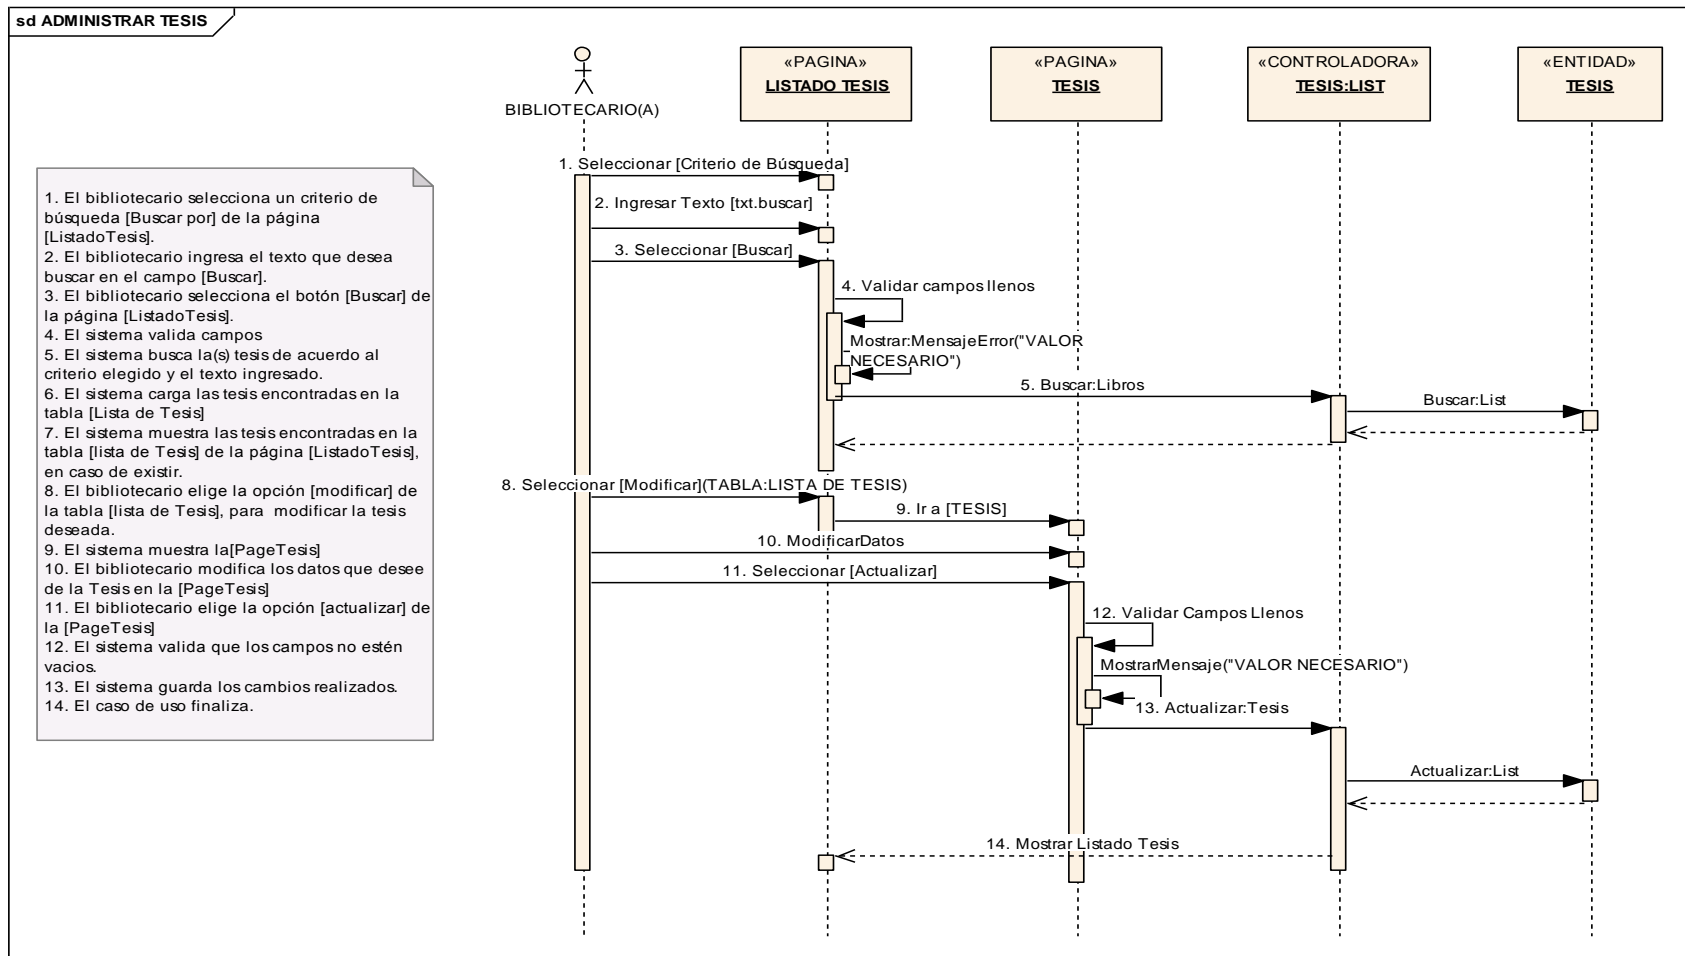 sd ADMINISTRAR TESIS
BIBLIOTECARIO(A)
«PAGINA»
LISTADO TESIS
«PAGINA»
TESIS
«CONTROLADORA»
TESIS:LIST
«ENTIDAD»
TESIS
1. El bibliotecario selecciona un criterio de
búsqueda [Buscar por] de la página
[ListadoTesis].
2. El bibliotecario ingresa el texto que desea
buscar en el campo [Buscar].
3. El bibliotecario selecciona el botón [Buscar] de
la página [ListadoTesis].
4. El sistema valida campos
5. El sistema busca la(s) tesis de acuerdo al
criterio elegido y el texto ingresado.
6. El sistema carga las tesis encontradas en la
tabla [Lista de Tesis]
7. El sistema muestra las tesis encontradas en la
tabla [lista de Tesis] de la página [ListadoTesis],
en caso de existir.
8. El bibliotecario elige la opción [modificar] de
la tabla [lista de Tesis], para modificar la tesis
deseada.
9. El sistema muestra la[PageTesis]
10. El bibliotecario modifica los datos que desee
de la Tesis en la [PageTesis]
11. El bibliotecario elige la opción [actualizar] de
la [PageTesis]
12. El sistema valida que los campos no estén
vacios.
13. El sistema guarda los cambios realizados.
14. El caso de uso finaliza.
1. Seleccionar [Criterio de Búsqueda]
2. Ingresar Texto [txt.buscar]
3. Seleccionar [Buscar]
4. Validar campos llenos
Mostrar:MensajeError("VALOR
NECESARIO")
5. Buscar:Libros
Buscar:List
8. Seleccionar [Modificar](TABLA:LISTA DE TESIS)
9. Ir a [TESIS]
10. ModificarDatos
11. Seleccionar [Actualizar]
12. Validar Campos Llenos
MostrarMensaje("VALOR NECESARIO")
13. Actualizar:Tesis
Actualizar:List
14. Mostrar Listado Tesis